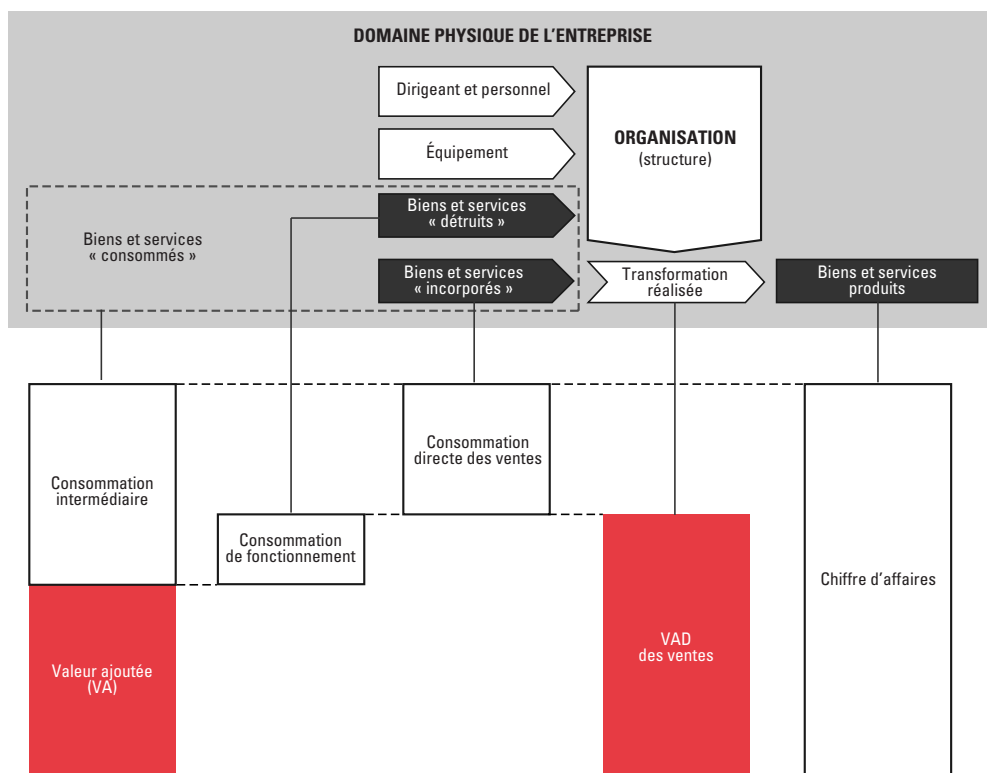 DOMAINE PHYSIQUE DE L’ENTREPRISE
Dirigeant et personnel
ORGANISATION
(structure)
Équipement
Biens et services
« détruits »
Biens et services
« consommés »
Biens et services
« incorporés »
Transformation
réalisée
Biens et services
produits
Consommation
directe des ventes
Consommation
intermédiaire
Consommation
de fonctionnement
Chiffre d’affaires
VAD
des ventes
Valeur ajoutée
(VA)